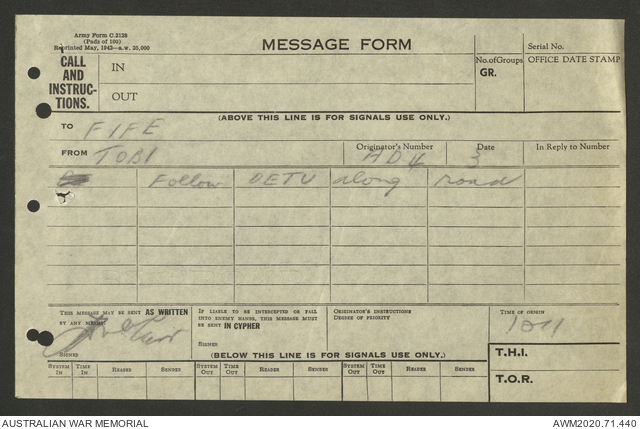 Army Form C.2128
(Pads of 100)
Reprinted May, 1942—A.W. 25,000
MESSAGE FORM
Serial No.
CALL AND INSTRUCTIONS.
IN
OUT
No. of Groups
GR.
OFFICE DATE STAMP
(ABOVE THIS LINE IS FOR SIGNALS USE ONLY.)
TO FIFE
FROM TOBI
Originator's Number
AD4
Date
3
In Reply to Number
Follow OETU along road
THIS MESSAGE MAY BE SENT AS WRITTEN
BY ANY MEANS.
SIGNED
IF LIABLE TO BE INTERCEPTED OR FALL
INTO ENEMY HANDS, THIS MESSAGE MUST
BE SENT IN CYPHER
SIGNED
ORIGINATOR'S INSTRUCTIONS
DEGREE OF PRIORITY
TIME OF ORIGIN
1011
(BELOW THIS LINE IS FOR SIGNALS USE ONLY.)
T.H.I.
T.O.R.
SYSTEM IN TIME IN READER SENDER SYSTEM OUT TIME OUT READER SENDER SYSTEM OUT TIME OUT READER SENDER
AUSTRALIAN WAR MEMORIAL
AWM2020.71.440